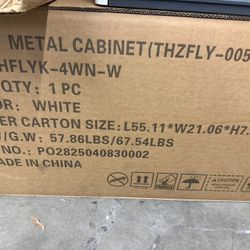 METAL CABINET(THZFLY-005
HFLYK-4WN-W
QTY: 1 PC
OR: WHITE
ER CARTON SIZE: L55.11*W21.06*H7.
/G.W: 57.86LBS/67.54LBS
NO.: PO2825040830002
ADE IN CHINA